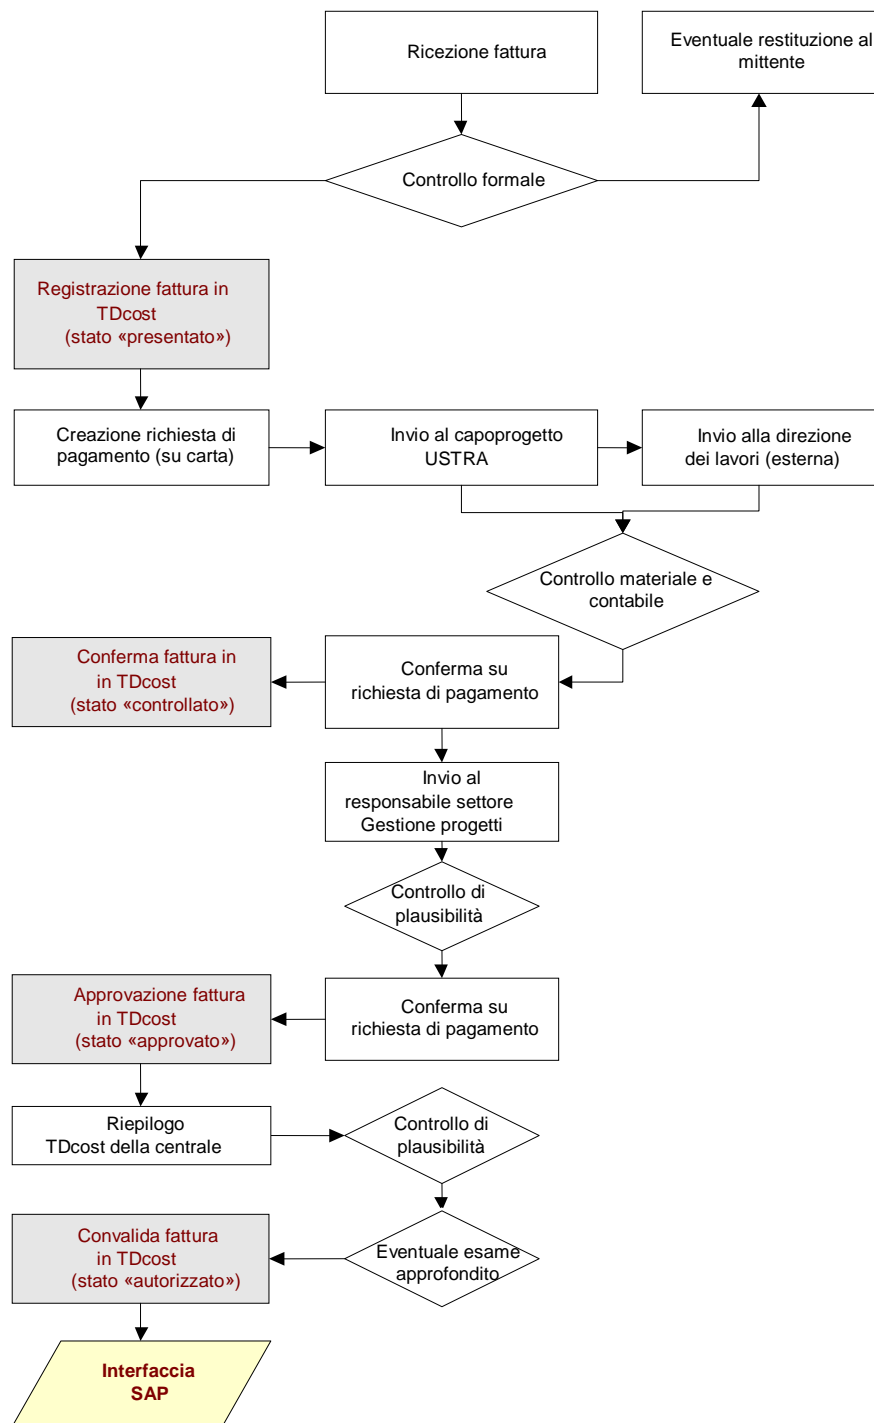 Ricezione fattura
Eventuale restituzione al
mittente
Controllo formale
Registrazione fattura in
TDcost
(stato «presentato»)
Creazione richiesta di
pagamento (su carta)
Invio al capoprogetto
USTRA
Invio alla direzione
dei lavori (esterna)
Controllo materiale e
contabile
Conferma fattura in
in TDcost
(stato «controllato»)
Conferma su
richiesta di pagamento
Invio al
responsabile settore
Gestione progetti
Controllo di
plausibilità
Approvazione fattura
in TDcost
(stato «approvato»)
Conferma su
richiesta di pagamento
Riepilogo
TDcost della centrale
Controllo di
plausibilità
Convalida fattura
in TDcost
(stato «autorizzato»)
Eventuale esame
approfondito
Interfaccia
SAP